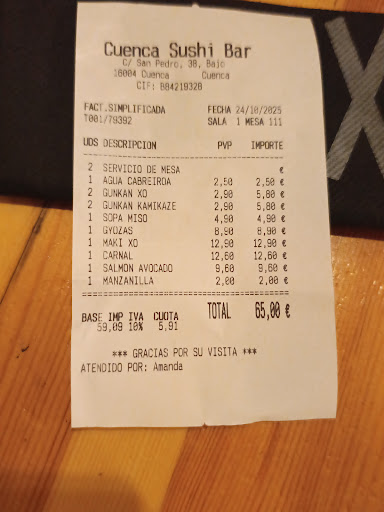 Cuenca Sushi Bar
C/ San Pedro, 38, Bajo
16004 Cuenca Cuenca
CIF: B84219328
FACT.SIMPLIFICADA FECHA 24/10/2025
T001/79392 SALA 1 MESA 111
UDS DESCRIPCION PVP IMPORTE
2 SERVICIO DE MESA €
1 AGUA CABREIROA 2,50 2,50 €
2 GUNKAN XO 2,90 5,80 €
2 GUNKAN KAMIKAZE 2,90 5,80 €
1 SOPA MISO 4,90 4,90 €
1 GYOZAS 8,90 8,90 €
1 MAKI XO 12,90 12,90 €
1 CARNAL 12,60 12,60 €
1 SALMON AVOCADO 9,60 9,60 €
1 MANZANILLA 2,00 2,00 €
BASE IMP IVA CUOTA TOTAL 65,00 €
59,09 10% 5,91
*** GRACIAS POR SU VISITA ***
ATENDIDO POR: Amanda
X